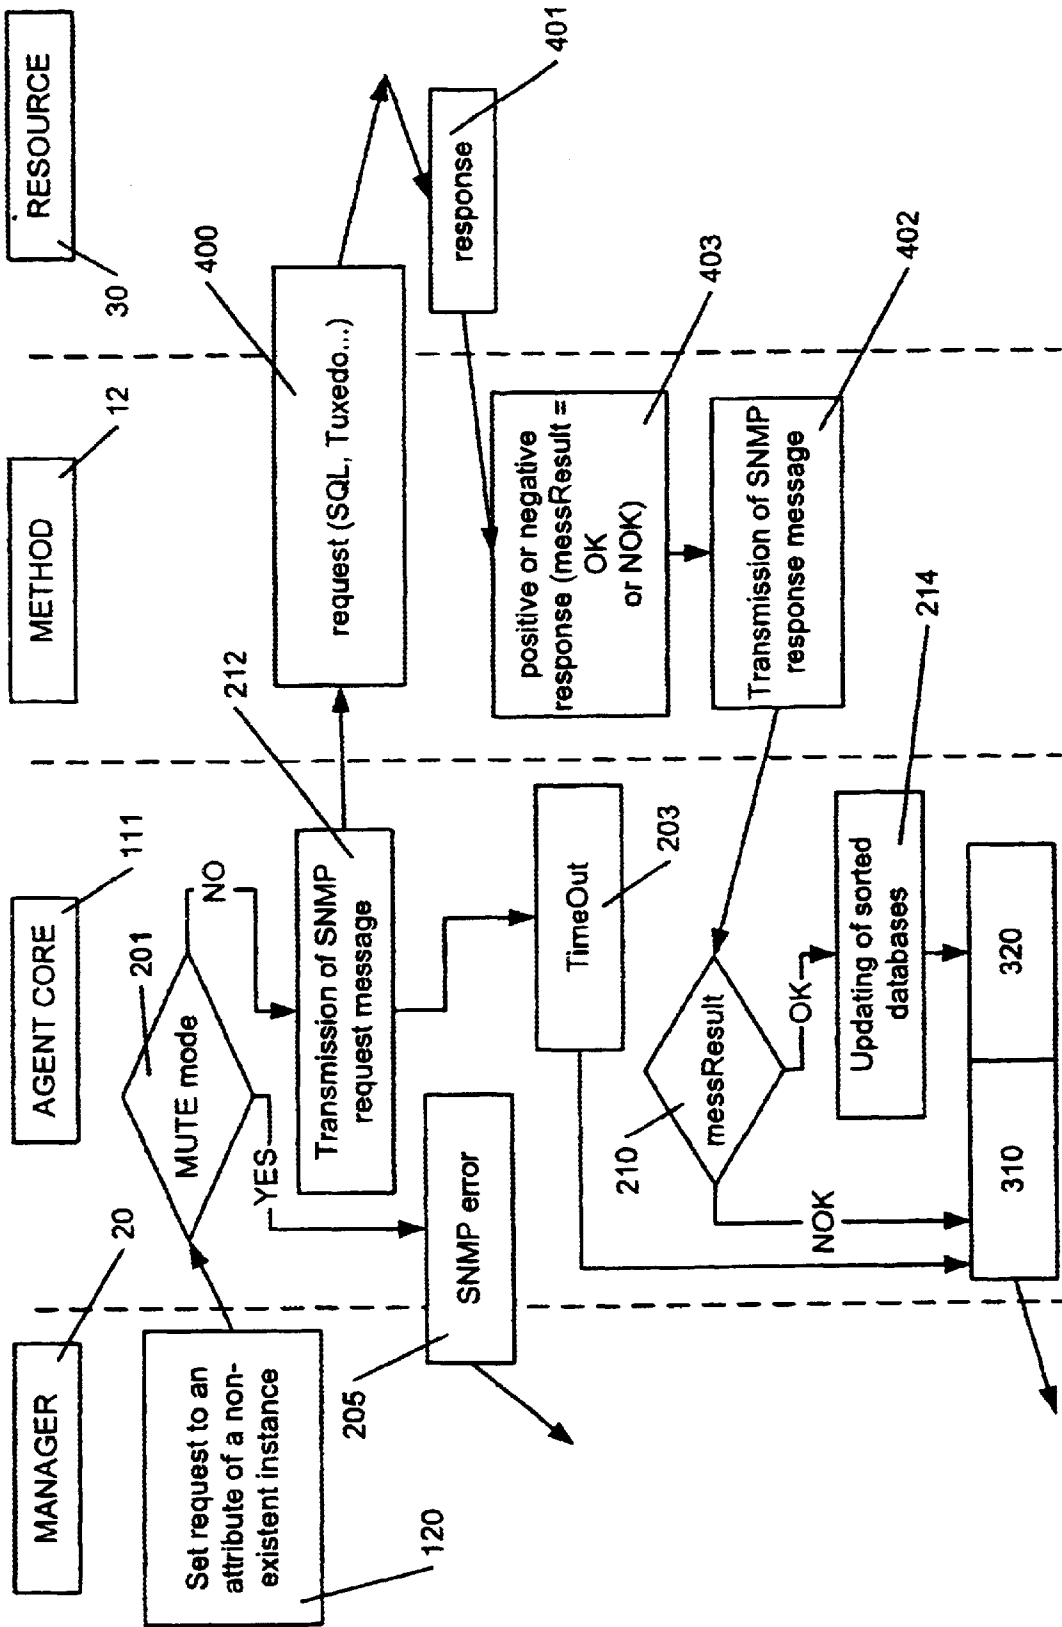 MANAGER
20
AGENT CORE
111
METHOD
12
RESOURCE
30
Set request to an
attribute of a non-
existent instance
120
MUTE mode
201
YES
NO
SNMP error
205
Transmission of SNMP
request message
212
request (SQL, Tuxedo...)
400
response
401
TimeOut
203
positive or negative
response (messResult =
OK
or NOK)
403
Transmission of SNMP
response message
402
messResult
210
NOK
OK
Updating of sorted
databases
214
310
320